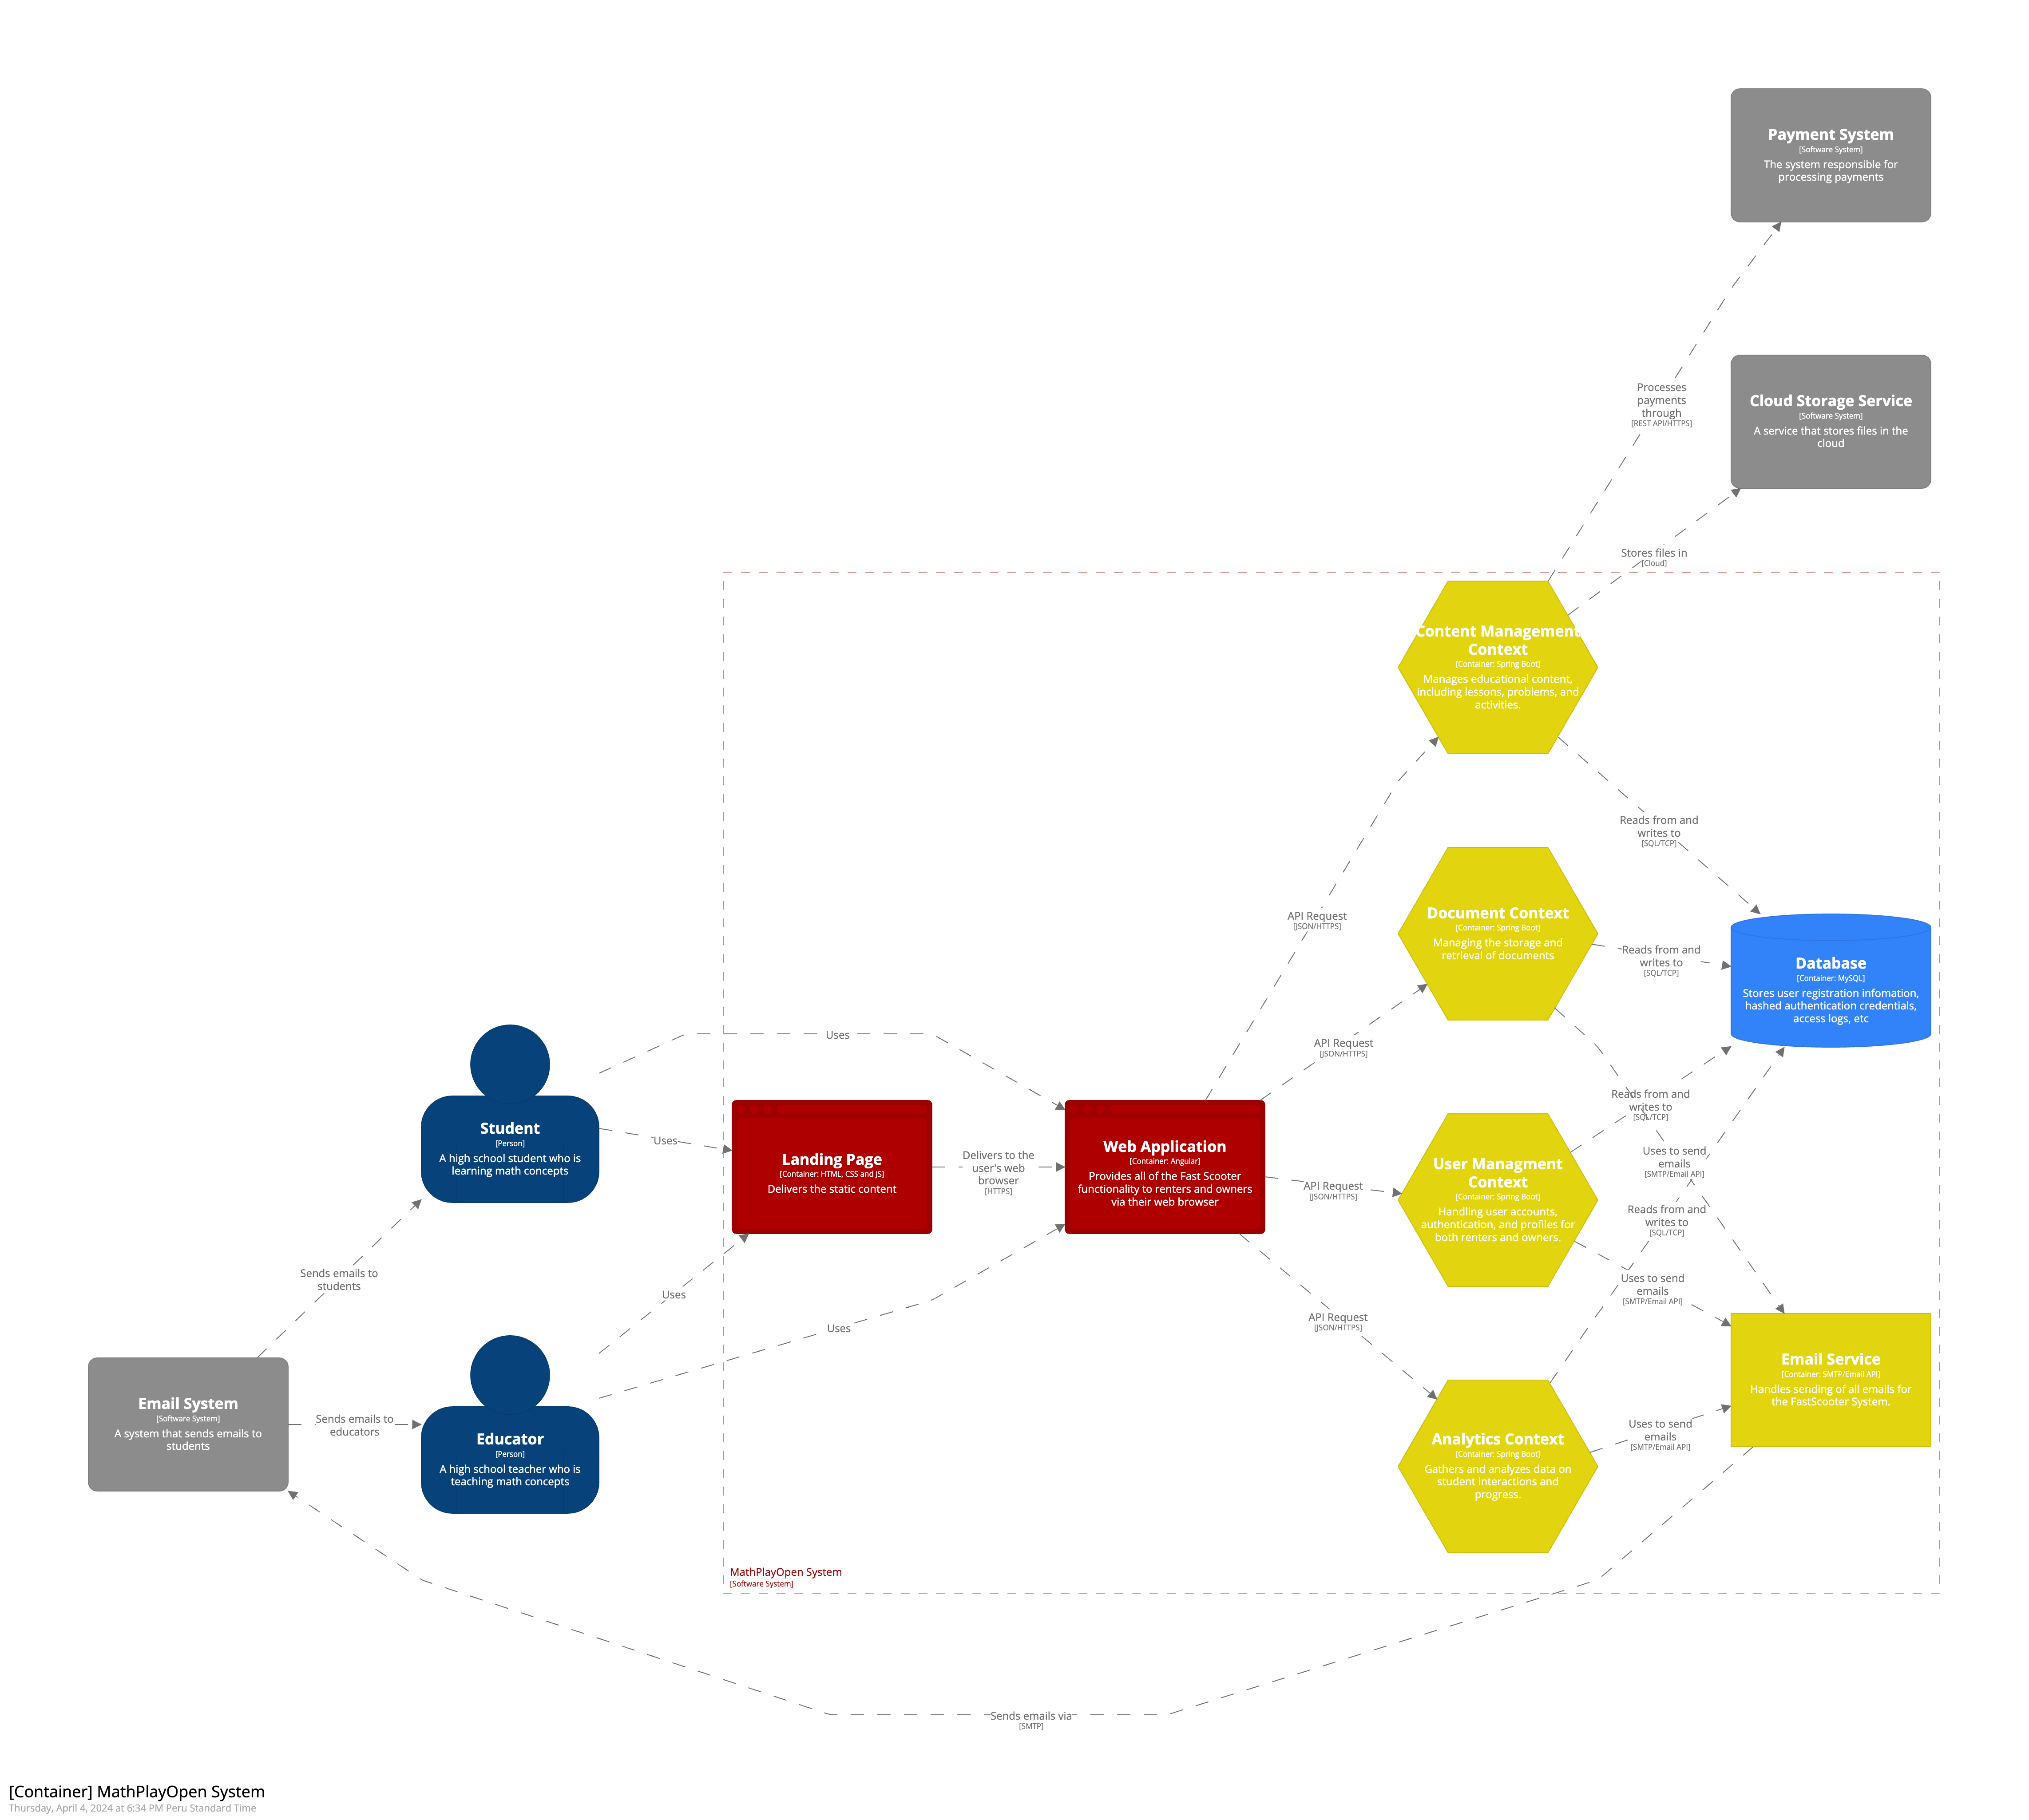 Payment System
[Software System]
The system responsible for
processing payments
Processes
payments
through
[REST API/HTTPS]
Cloud Storage Service
[Software System]
A service that stores files in the
cloud
Stores files in
[Cloud]
Content Management
Context
[Container: Spring Boot]
Manages educational content,
including lessons, problems, and
activities.
Reads from and
writes to
[SQL/TCP]
API Request
[JSON/HTTPS]
Document Context
[Container: Spring Boot]
Managing the storage and
retrieval of documents
Reads from and
writes to
[SQL/TCP]
Database
[Container: MySQL]
Stores user registration infomation,
hashed authentication credentials,
access logs, etc
Uses
API Request
[JSON/HTTPS]
Reads from and
writes to
[SQL/TCP]
Student
[Person]
A high school student who is
learning math concepts
Uses
Landing Page
[Container: HTML, CSS and JS]
Delivers the static content
Delivers to the
user's web
browser
[HTTPS]
Web Application
[Container: Angular]
Provides all of the Fast Scooter
functionality to renters and owners
via their web browser
API Request
[JSON/HTTPS]
User Managment
Context
[Container: Spring Boot]
Handling user accounts,
authentication, and profiles for
both renters and owners.
Uses to send
emails
[SMTP/Email API]
Reads from and
writes to
[SQL/TCP]
Sends emails to
students
Uses
Uses
API Request
[JSON/HTTPS]
Uses to send
emails
[SMTP/Email API]
Email Service
[Container: SMTP/Email API]
Handles sending of all emails for
the FastScooter System.
Email System
[Software System]
A system that sends emails to
students
Sends emails to
educators
Educator
[Person]
A high school teacher who is
teaching math concepts
Analytics Context
[Container: Spring Boot]
Gathers and analyzes data on
student interactions and
progress.
Uses to send
emails
[SMTP/Email API]
MathPlayOpen System
[Software System]
Sends emails via
[SMTP]
[Container] MathPlayOpen System
Thursday, April 4, 2024 at 6:34 PM Peru Standard Time